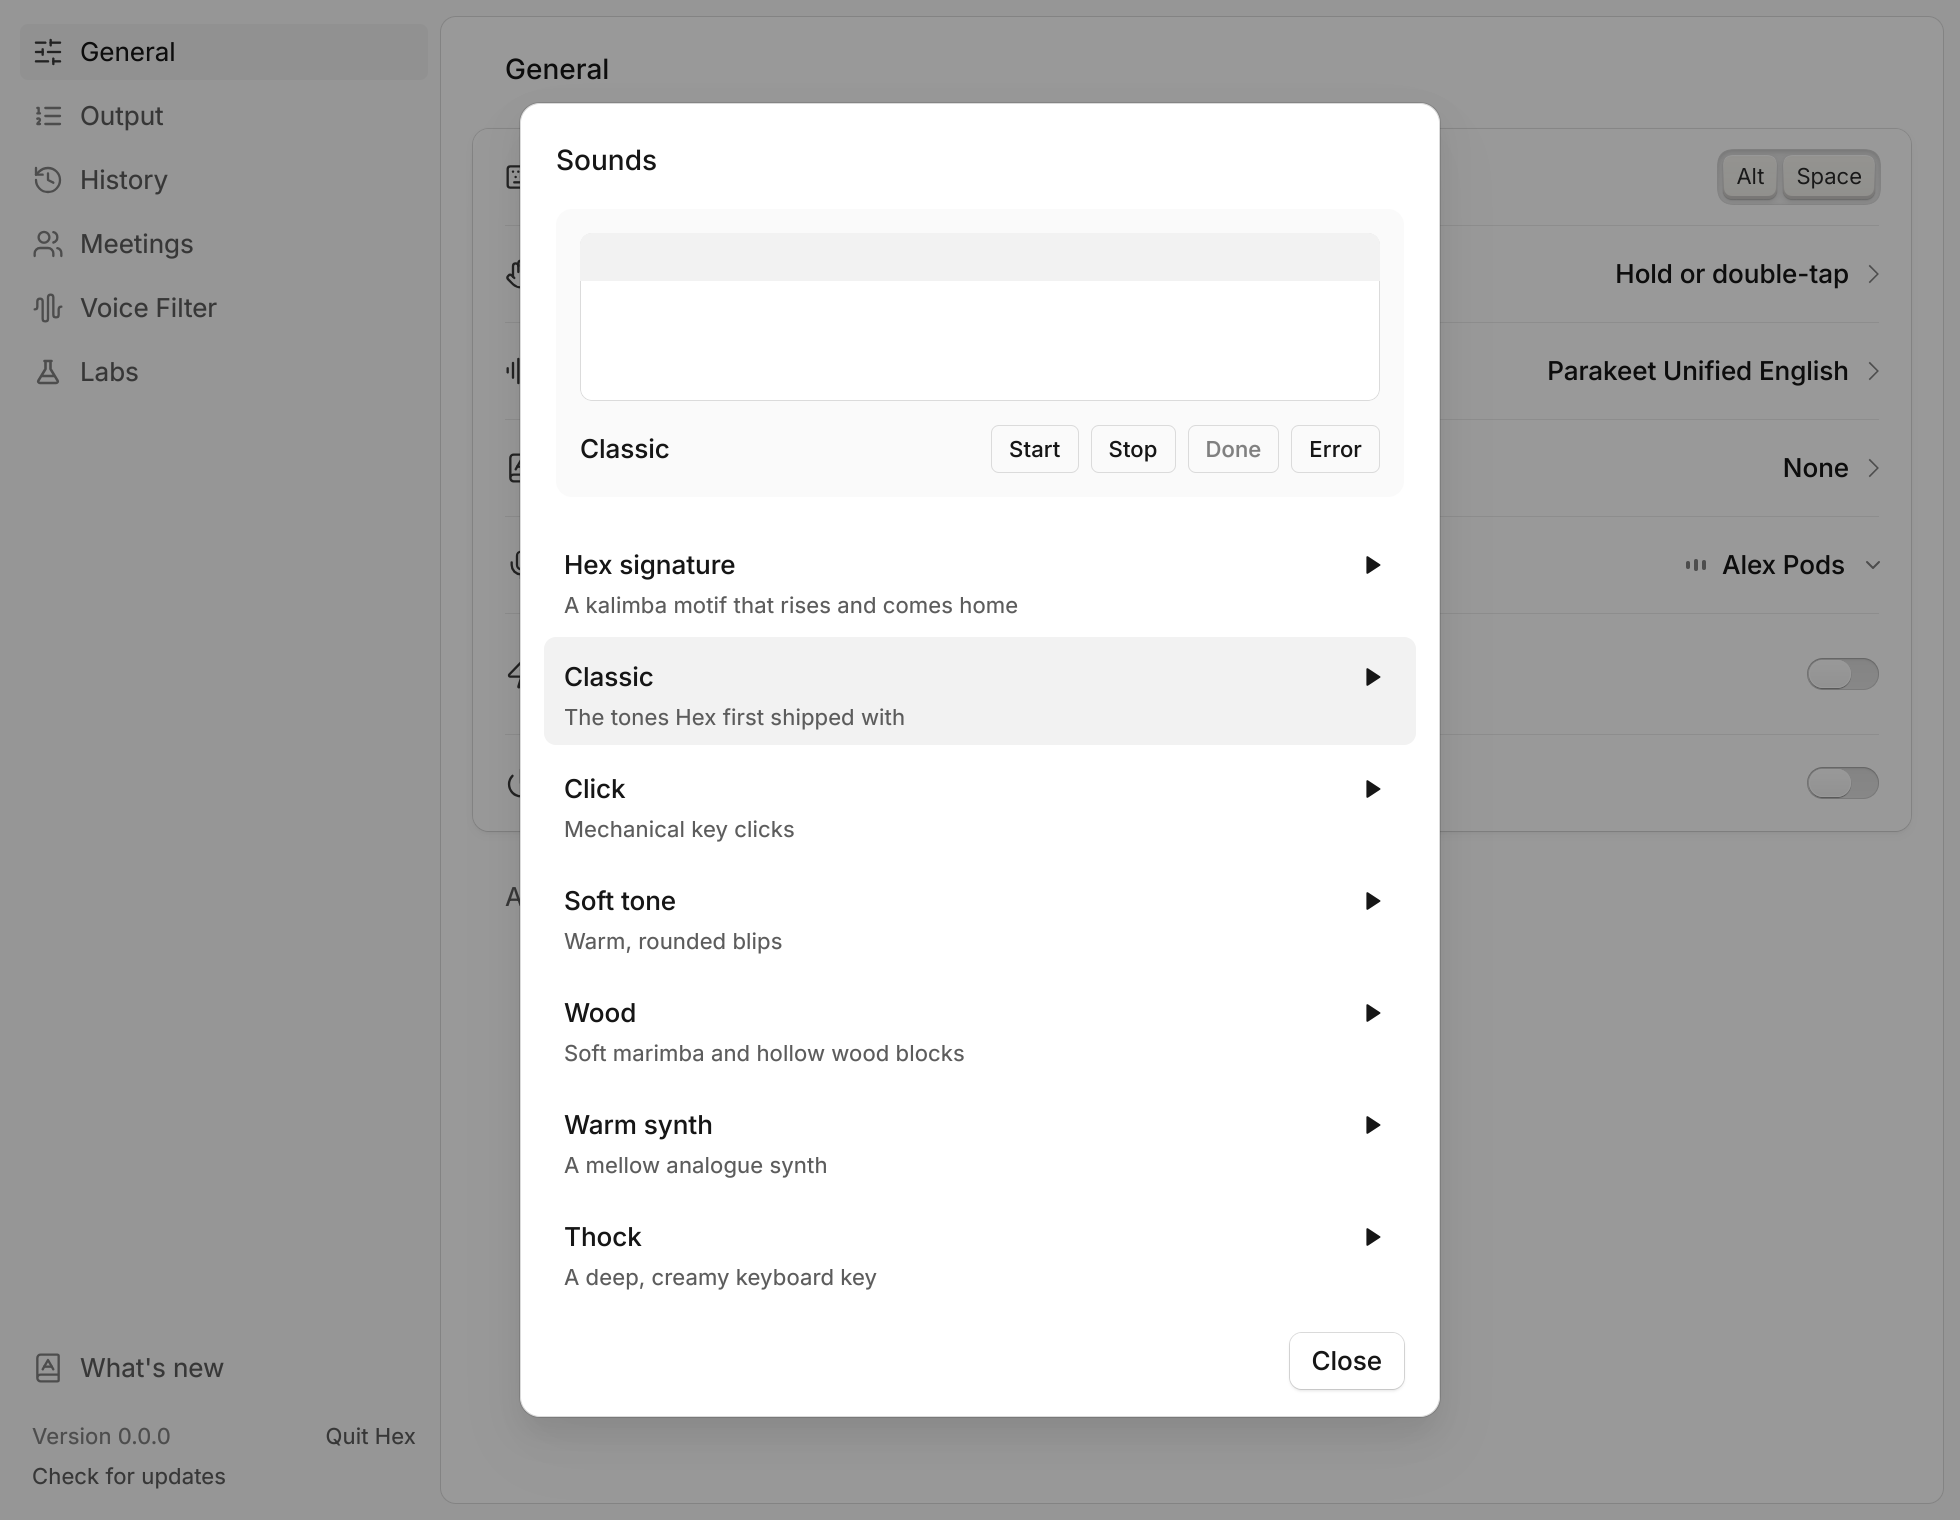 General
Output
History
Meetings
Voice Filter
Labs
What's new
Version 0.0.0
Quit Hex
Check for updates
General
Alt
Space
Hold or double-tap
Parakeet Unified English
None
Alex Pods
Sounds
Classic
Start
Stop
Done
Error
Hex signature
A kalimba motif that rises and comes home
Classic
The tones Hex first shipped with
Click
Mechanical key clicks
Soft tone
Warm, rounded blips
Wood
Soft marimba and hollow wood blocks
Warm synth
A mellow analogue synth
Thock
A deep, creamy keyboard key
Close